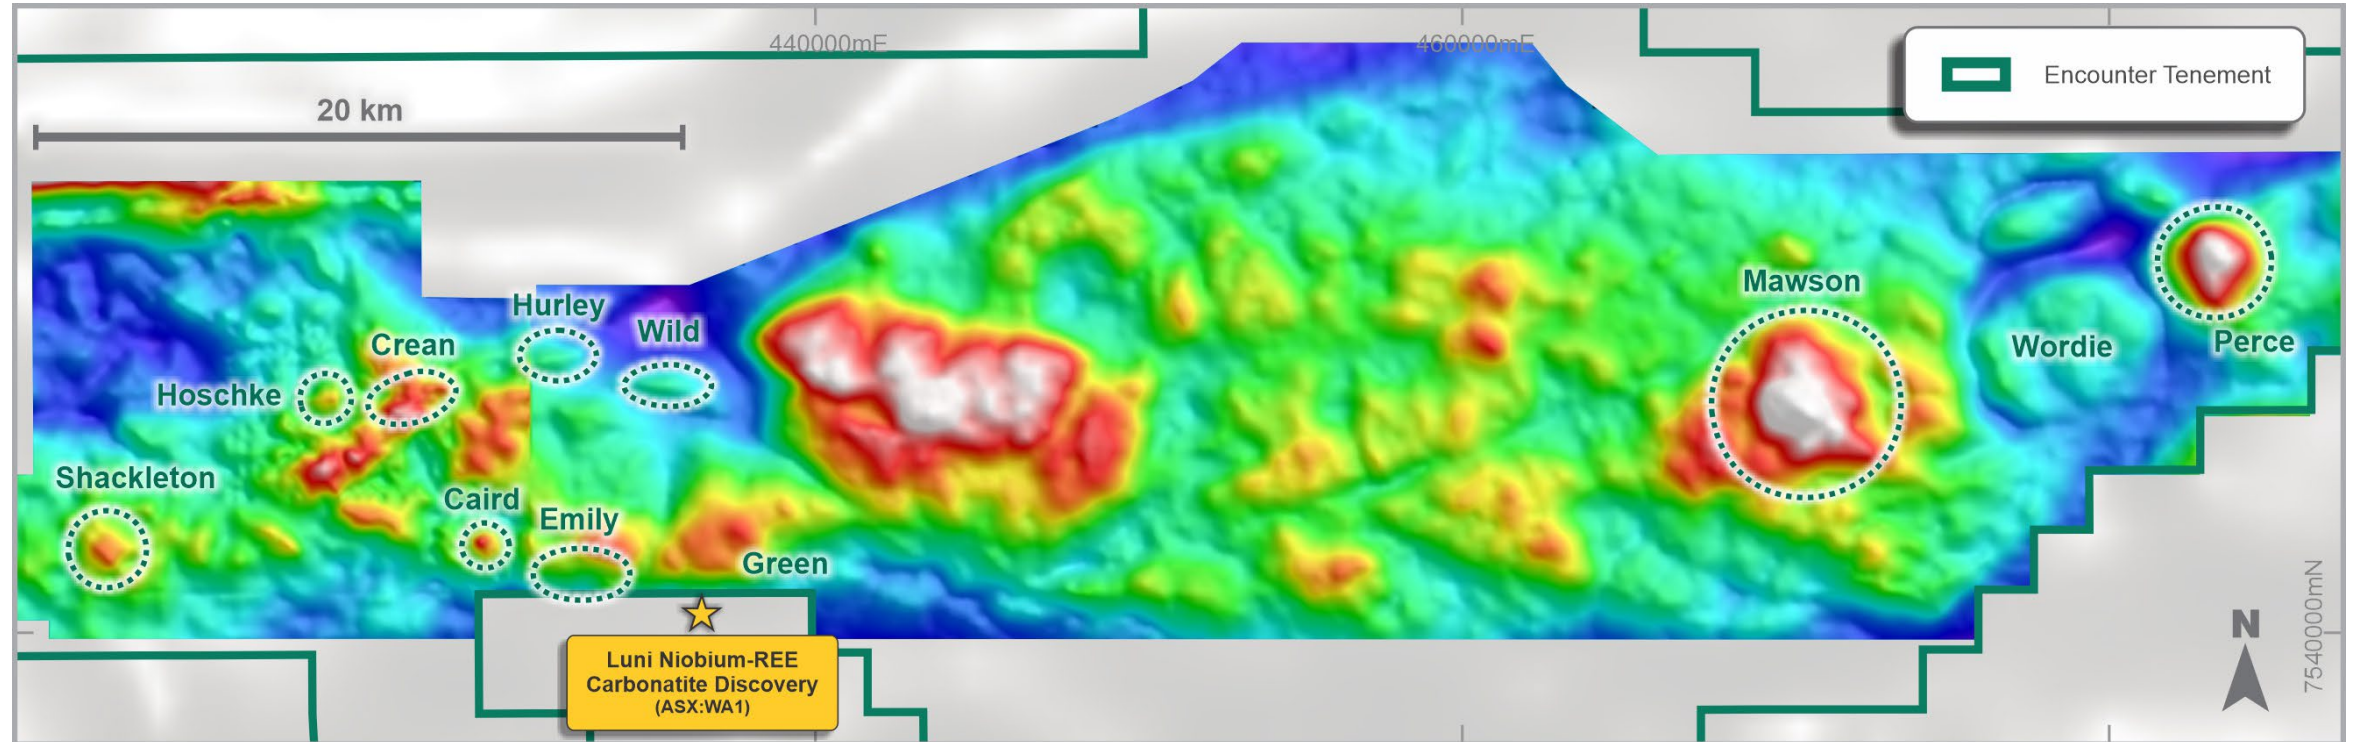 440000mE
460000mE
Encounter Tenement
20 km
Mawson
Hurley
Wild
Crean
Wordie
Perce
Hoschke
Shackleton
Caird
Emily
Green
Luni Niobium-REE
Carbonatite Discovery
(ASX:WA1)
N
7540000mN